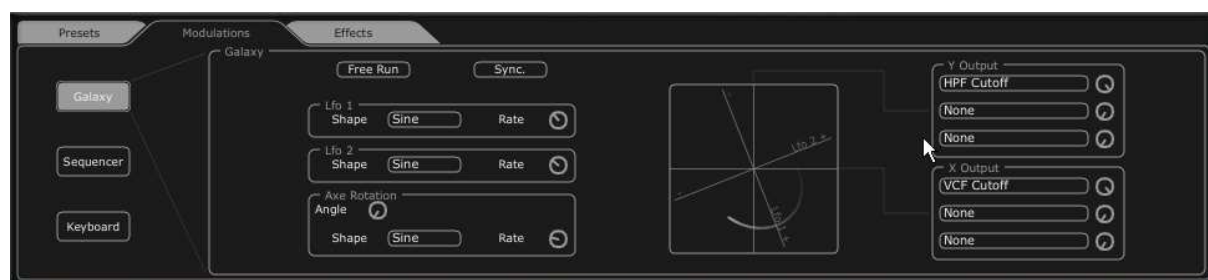 Presets
Modulations
Effects
Galaxy
Sequencer
Keyboard
Galaxy
Free Run
Sync.
Lfo 1
Shape Sine Rate
Lfo 2
Shape Sine Rate
Axe Rotation
Angle
Shape Sine Rate
Lfo 2 +
Lfo 1 +
-
-
Y Output
HPF Cutoff
None
None
X Output
VCF Cutoff
None
None